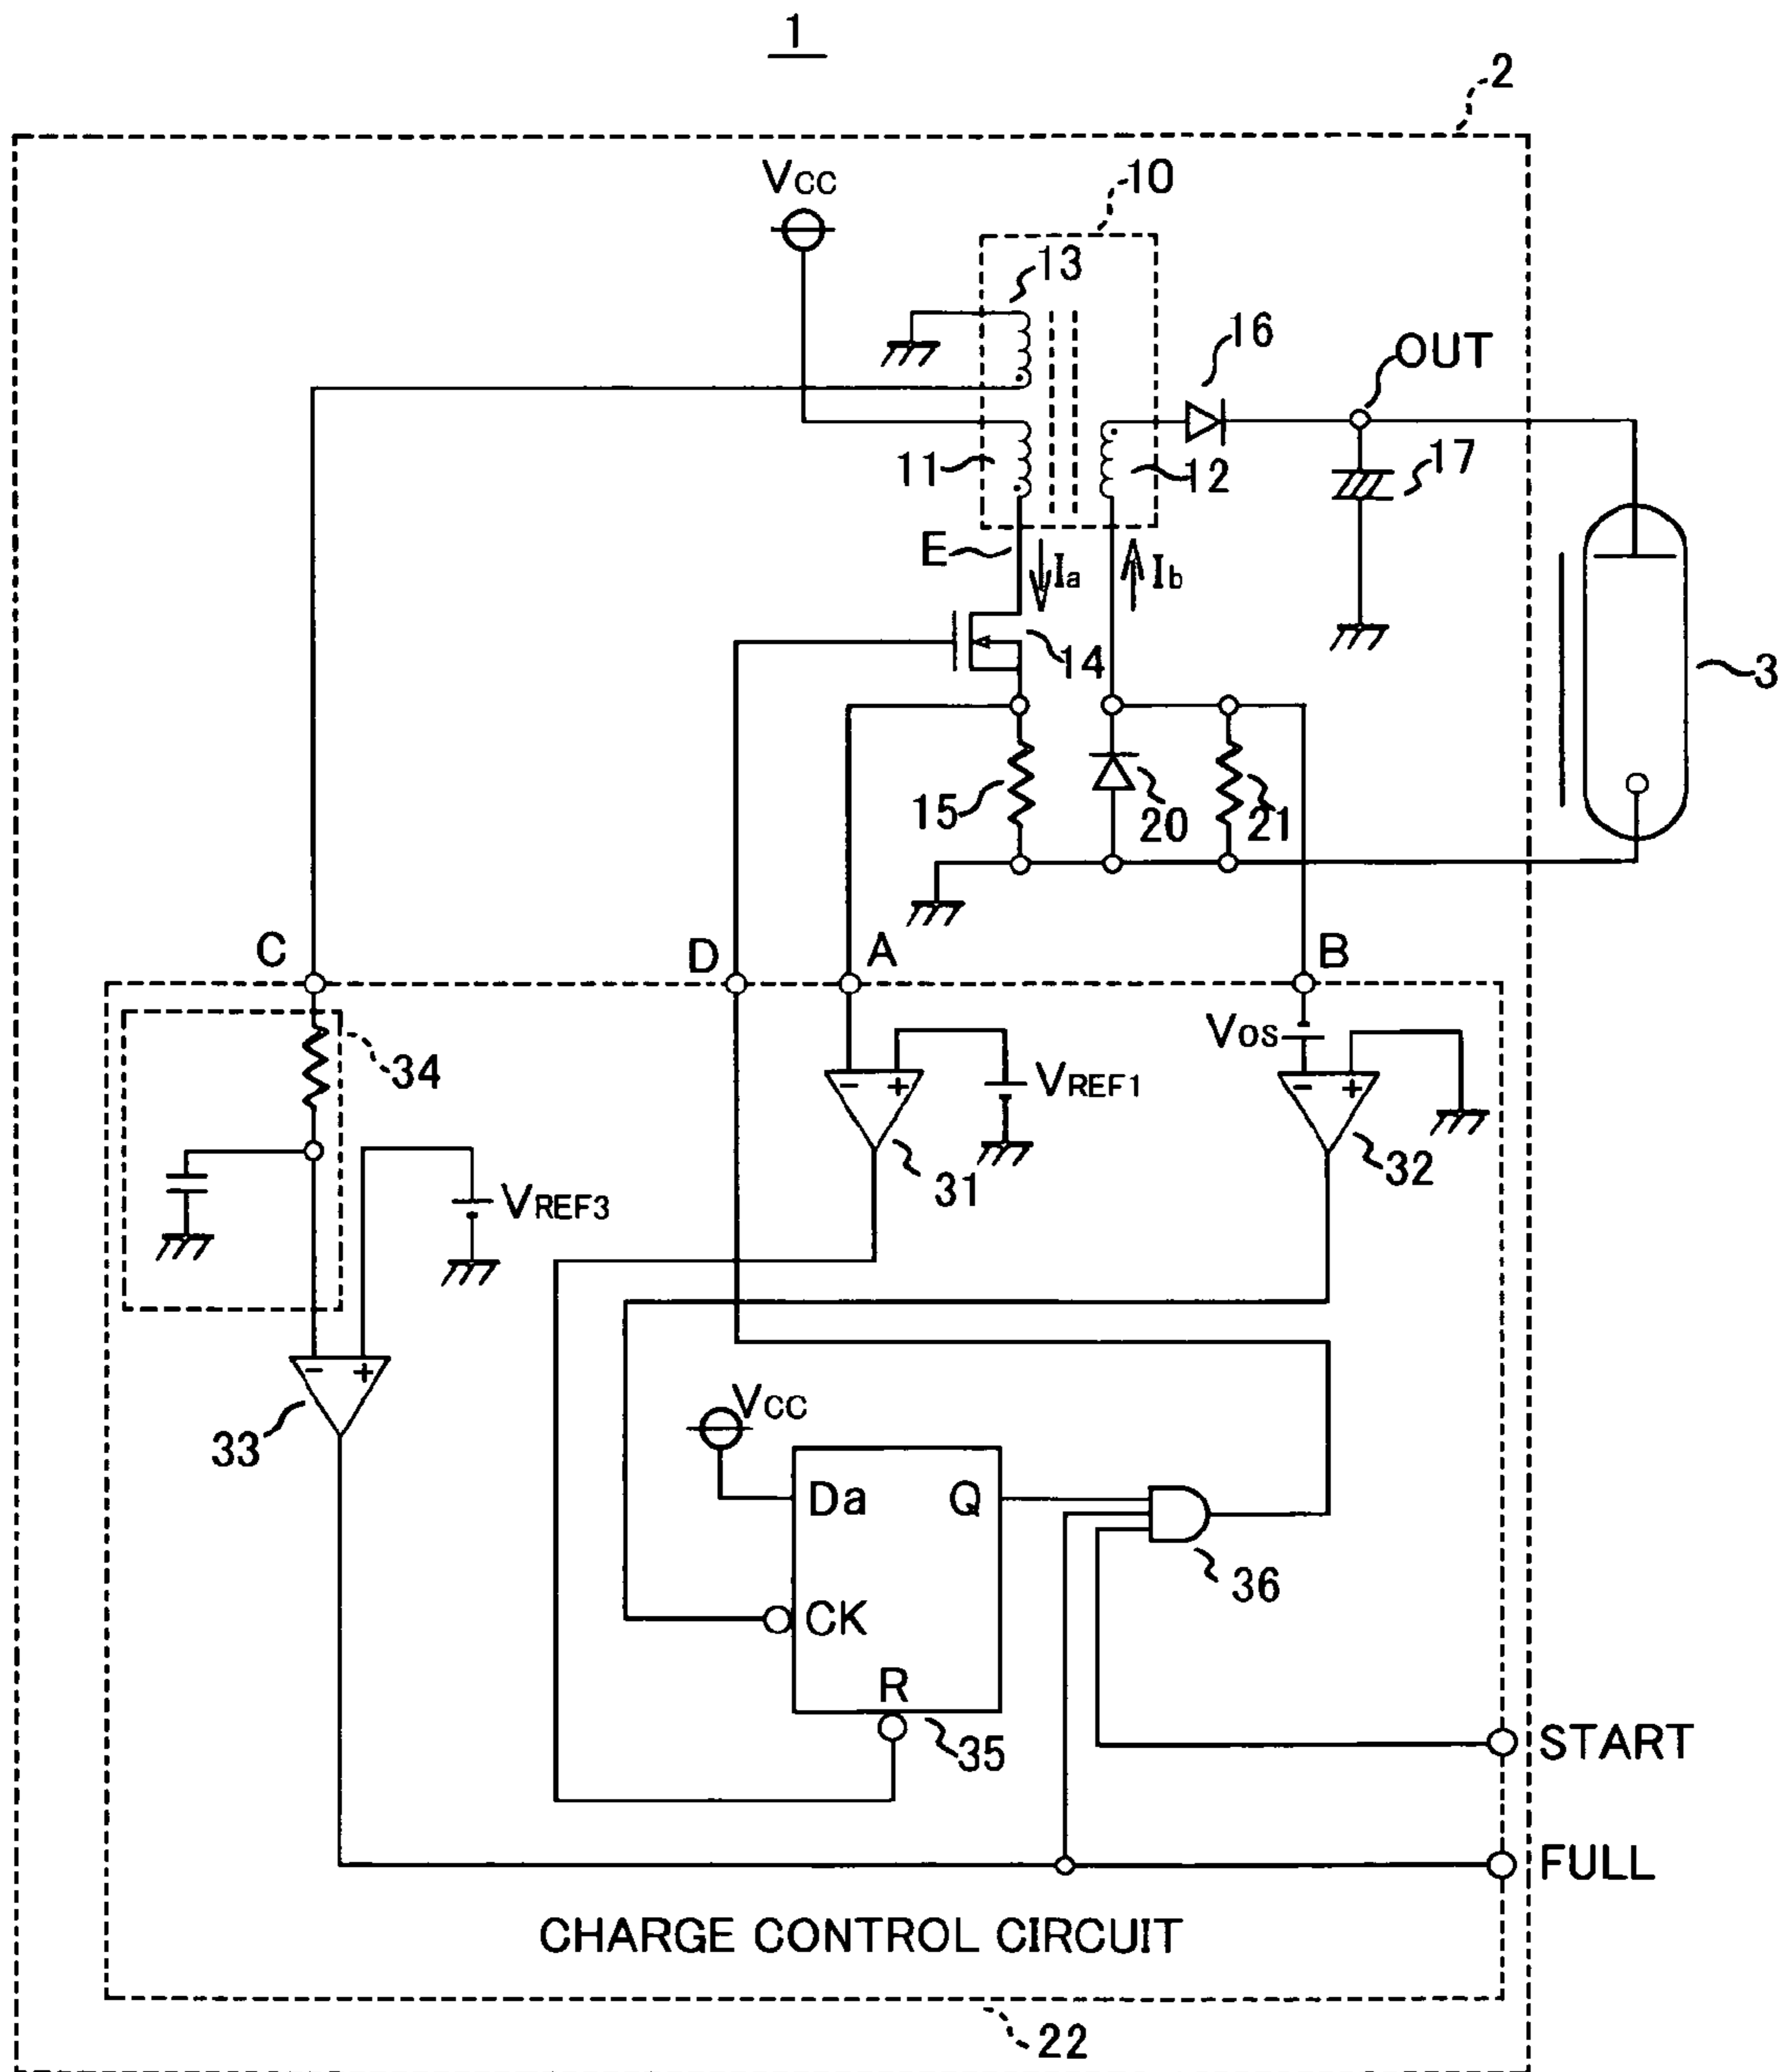 1
2
VCC
10
13
16
OUT
11
12
17
E
Ia
Ib
14
3
15
20
21
C
D
A
B
34
VOS
- +
VREF1
- +
31
32
VREF3
- +
33
VCC
Da
Q
36
CK
R
35
START
FULL
CHARGE CONTROL CIRCUIT
22